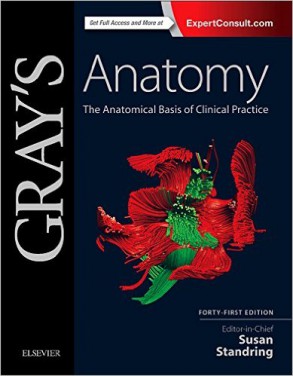 Get Full Access and More at
ExpertConsult.com
GRAY'S
Anatomy
The Anatomical Basis of Clinical Practice
FORTY-FIRST EDITION
Editor-in-Chief
Susan
Standring
ELSEVIER